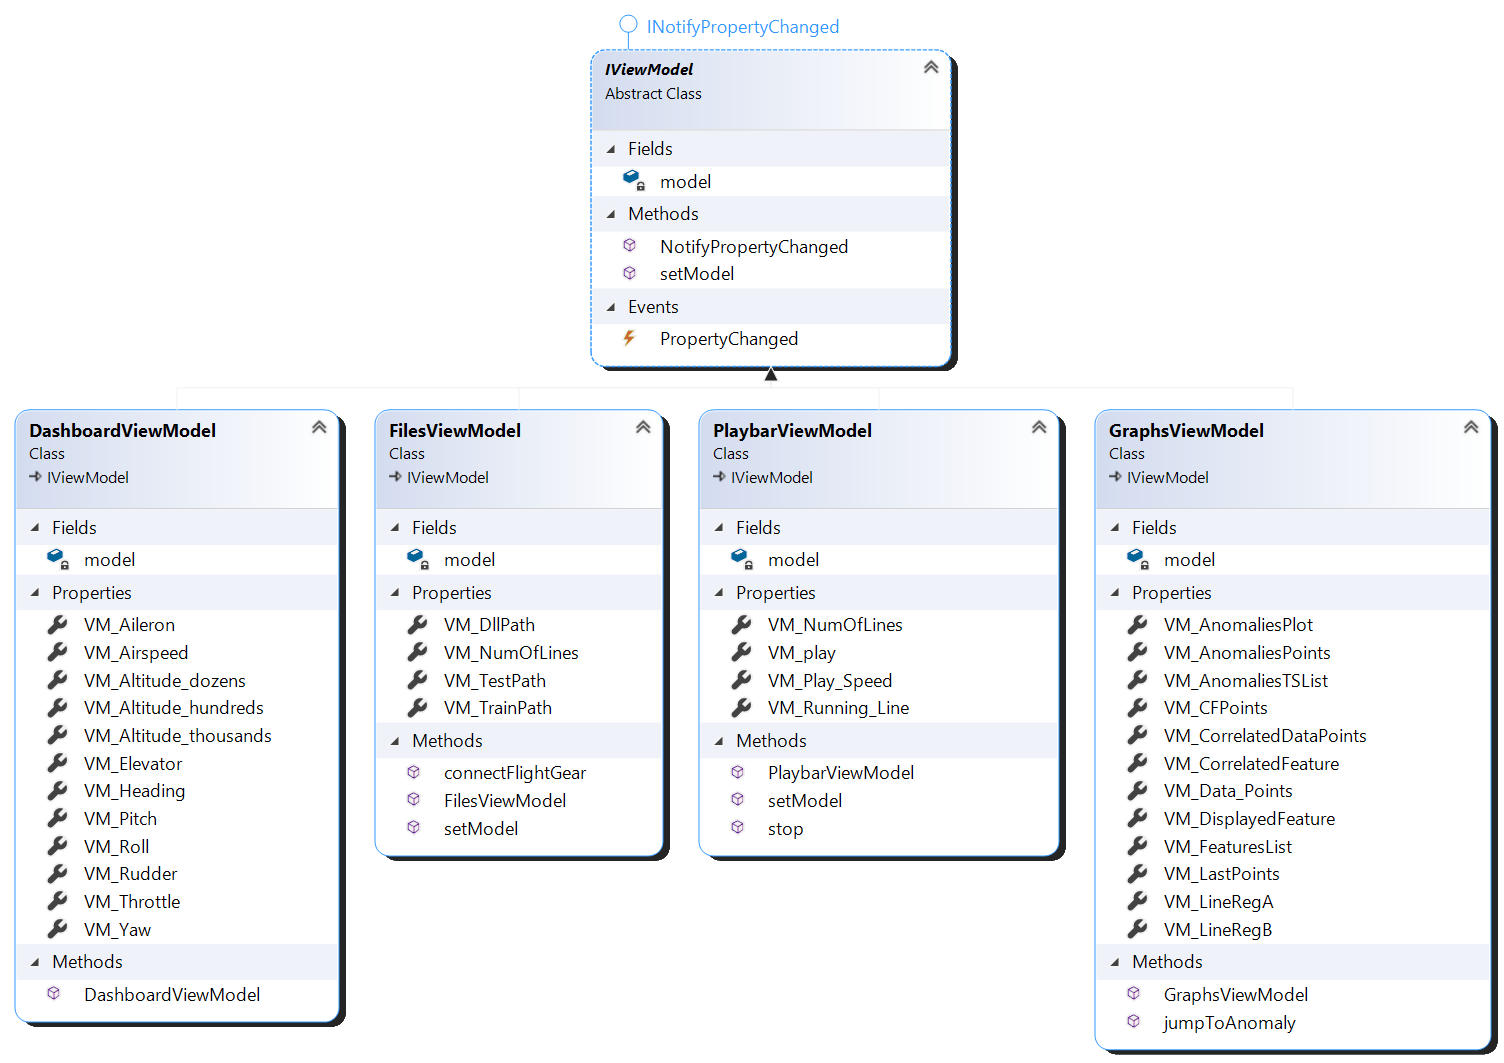 INotifyPropertyChanged
IViewModel
Abstract Class
Fields
model
Methods
NotifyPropertyChanged
setModel
Events
PropertyChanged
DashboardViewModel
Class
IViewModel
Fields
model
Properties
VM_Aileron
VM_Airspeed
VM_Altitude_dozens
VM_Altitude_hundreds
VM_Altitude_thousands
VM_Elevator
VM_Heading
VM_Pitch
VM_Roll
VM_Rudder
VM_Throttle
VM_Yaw
Methods
DashboardViewModel
FilesViewModel
Class
IViewModel
Fields
model
Properties
VM_DllPath
VM_NumOfLines
VM_TestPath
VM_TrainPath
Methods
connectFlightGear
FilesViewModel
setModel
PlaybarViewModel
Class
IViewModel
Fields
model
Properties
VM_NumOfLines
VM_play
VM_Play_Speed
VM_Running_Line
Methods
PlaybarViewModel
setModel
stop
GraphsViewModel
Class
IViewModel
Fields
model
Properties
VM_AnomaliesPlot
VM_AnomaliesPoints
VM_AnomaliesTSList
VM_CFPoints
VM_CorrelatedDataPoints
VM_CorrelatedFeature
VM_Data_Points
VM_DisplayedFeature
VM_FeaturesList
VM_LastPoints
VM_LineRegA
VM_LineRegB
Methods
GraphsViewModel
jumpToAnomaly